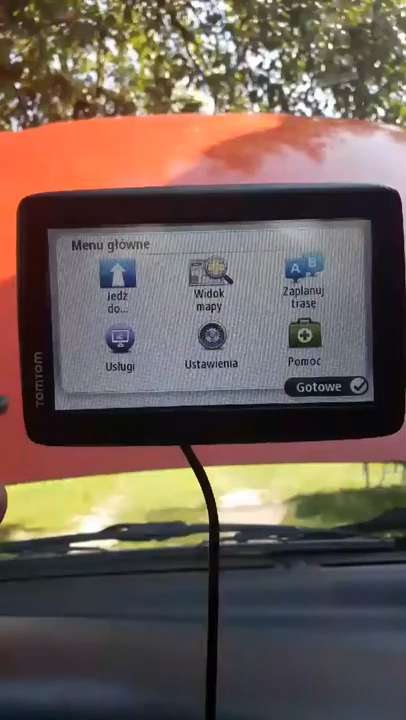 Menu główne
Jedź
do...
Widok
mapy
A B
Zaplanuj
trasę
Usługi
Ustawienia
Pomoc
Gotowe
TOMTOM